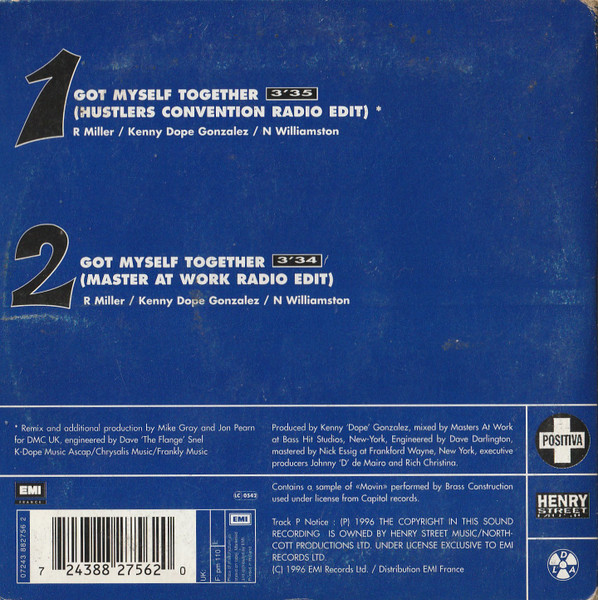 1
GOT MYSELF TOGETHER 3'35
(HUSTLERS CONVENTION RADIO EDIT) *
R Miller / Kenny Dope Gonzalez / N Williamston
2
GOT MYSELF TOGETHER 3'34
(MASTER AT WORK RADIO EDIT)
R Miller / Kenny Dope Gonzalez / N Williamston
* Remix and additional production by Mike Gray and Jon Pearn
for DMC UK, engineered by Dave 'The Flange' Snel
K-Dope Music Ascap/Chrysalis Music/Frankly Music
Produced by Kenny 'Dope' Gonzalez, mixed by Masters At Work
at Bass Hit Studios, New-York, Engineered by Dave Darlington,
mastered by Nick Essig at Frankford Wayne, New York, executive
producers Johnny 'D' de Mairo and Rich Christina.
POSITIVA
Contains a sample of «Movin» performed by Brass Construction
used under license from Capitol records.
HENRY
STREET
MUSIC
Track P Notice : (P) 1996 THE COPYRIGHT IN THIS SOUND
RECORDING IS OWNED BY HENRY STREET MUSIC/NORTH-
COTT PRODUCTIONS LTD. UNDER LICENSE EXCLUSIVE TO EMI
RECORDS LTD.
(C) 1996 EMI Records Ltd. / Distribution EMI France
EMI
FRANCE
LC 0542
EMI
07243 882756 2
7 24388 27562 0
UK:
F: pm 110
D
L A